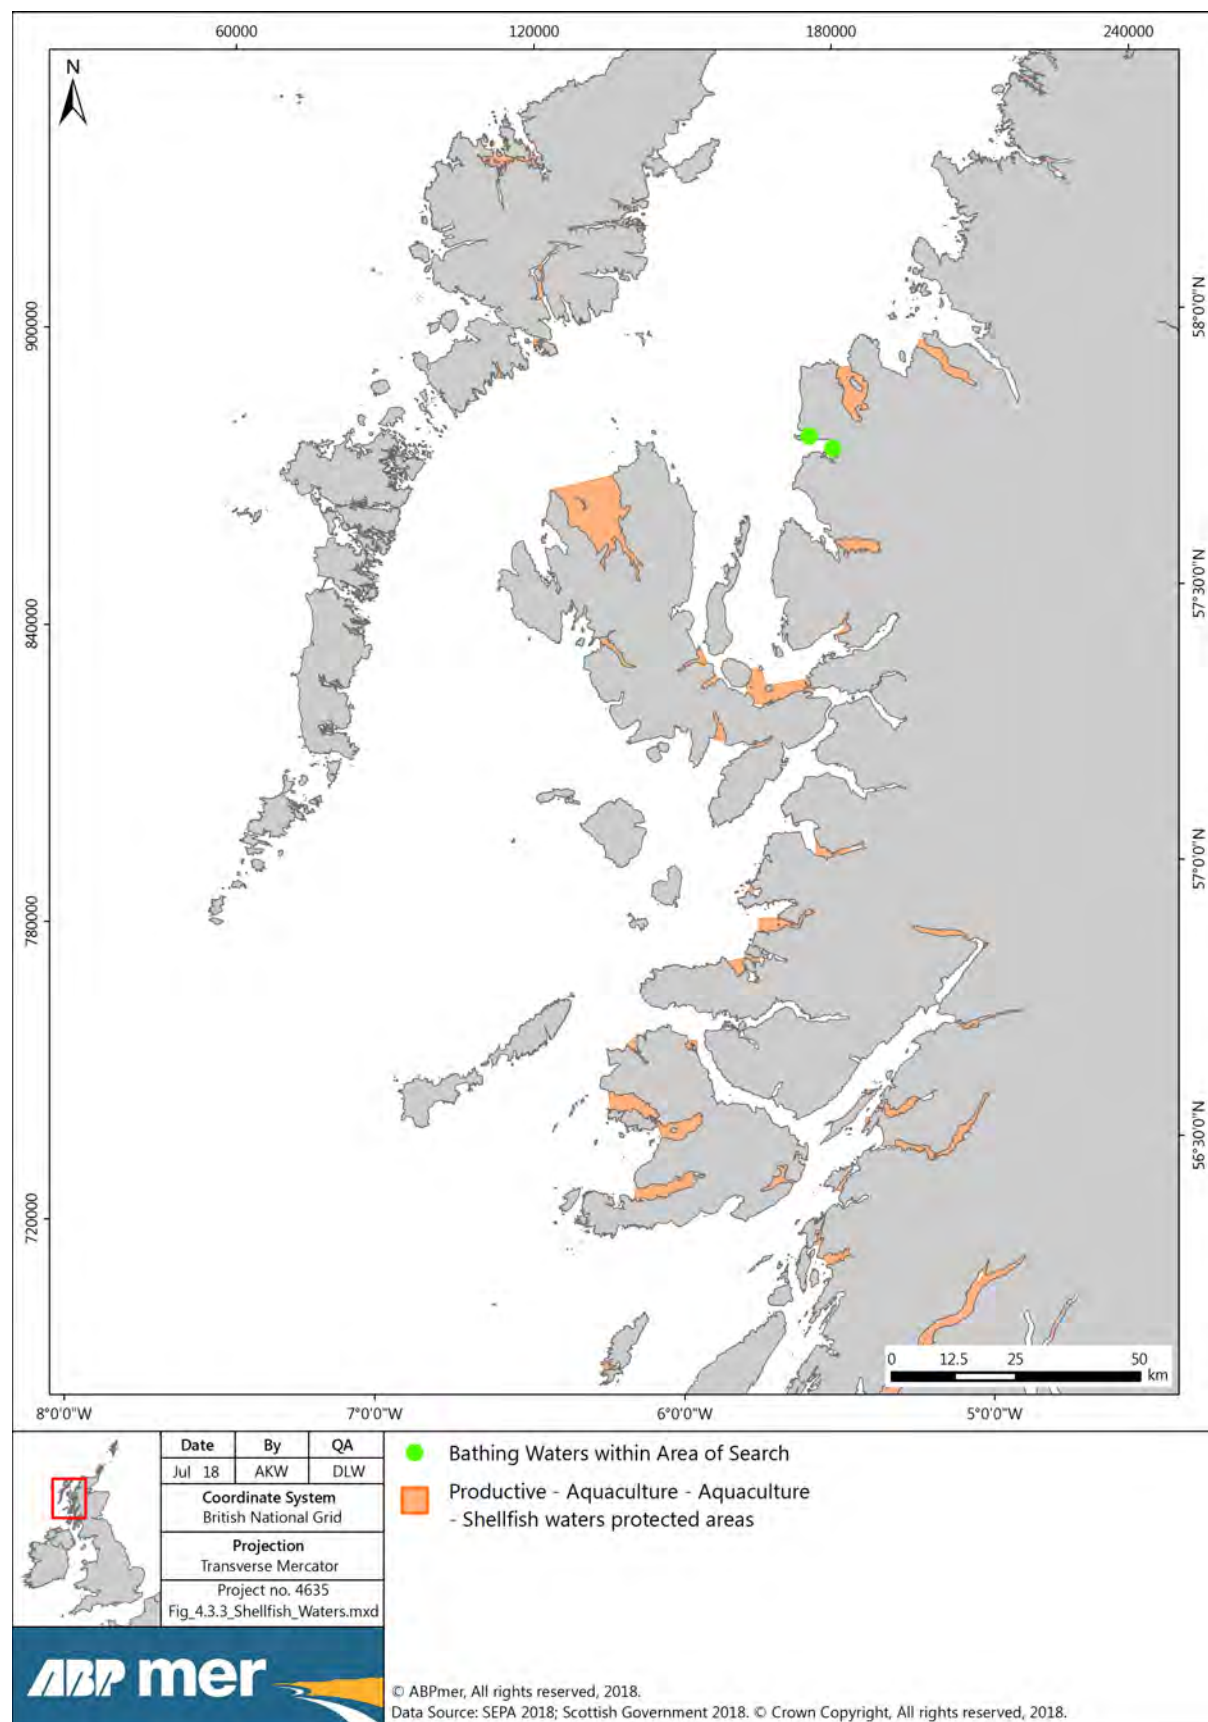 60000 120000 180000 240000
N
58°0'0"N
900000
57°30'0"N
840000
57°0'0"N
780000
56°30'0"N
720000
0 12.5 25 50
km
8°0'0"W 7°0'0"W 6°0'0"W 5°0'0"W
Date By QA
Jul 18 AKW DLW
Coordinate System
British National Grid
Projection
Transverse Mercator
Project no. 4635
Fig_4.3.3_Shellfish_Waters.mxd
Bathing Waters within Area of Search
Productive - Aquaculture - Aquaculture
- Shellfish waters protected areas
ABPmer
© ABPmer, All rights reserved, 2018.
Data Source: SEPA 2018; Scottish Government 2018. © Crown Copyright, All rights reserved, 2018.